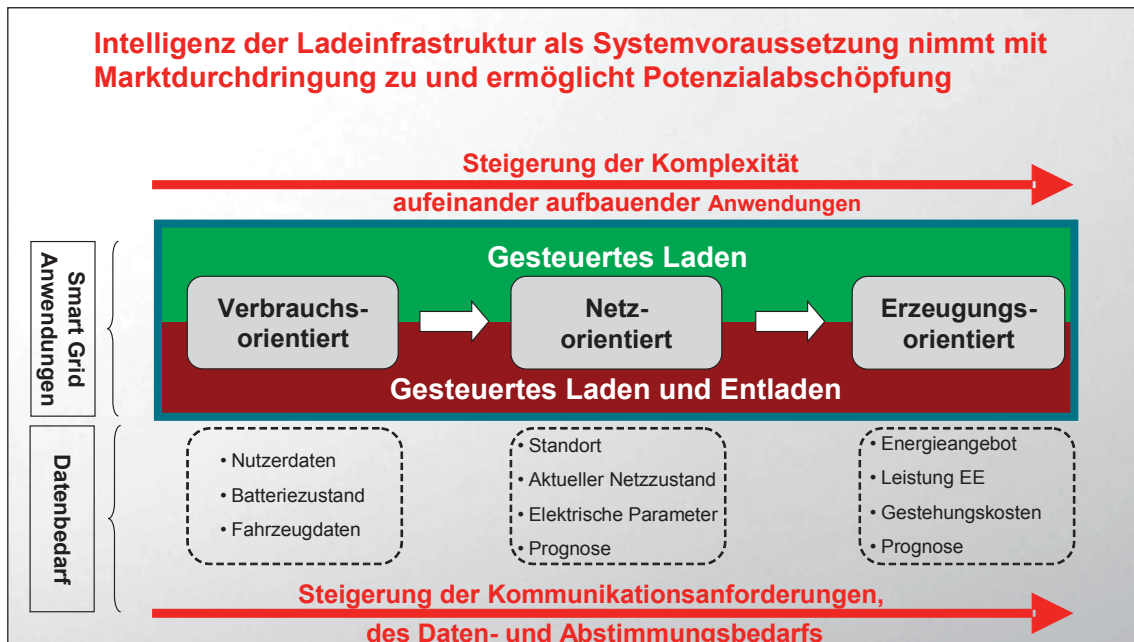 Intelligenz der Ladeinfrastruktur als Systemvoraussetzung nimmt mit
Marktdurchdringung zu und ermöglicht Potenzialabschöpfung
Steigerung der Komplexität
aufeinander aufbauender Anwendungen
Smart Grid
Anwendungen
Gesteuertes Laden
Verbrauchs-
orientiert
Netz-
orientiert
Erzeugungs-
orientiert
Gesteuertes Laden und Entladen
Datenbedarf
• Nutzerdaten
• Batteriezustand
• Fahrzeugdaten
• Standort
• Aktueller Netzzustand
• Elektrische Parameter
• Prognose
• Energieangebot
• Leistung EE
• Gestehungskosten
• Prognose
Steigerung der Kommunikationsanforderungen,
des Daten- und Abstimmungsbedarfs